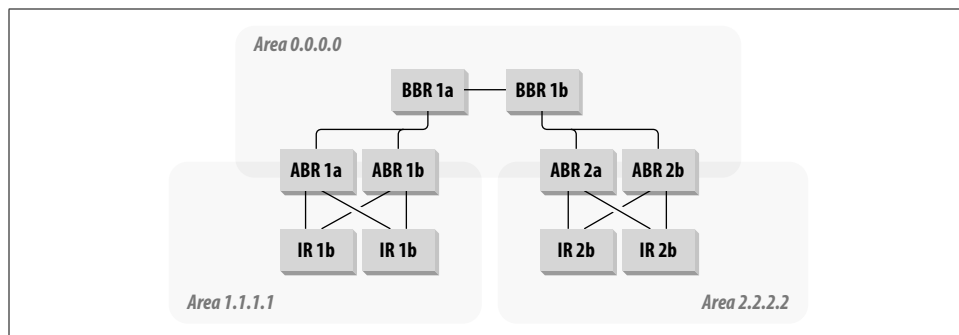 Area 0.0.0.0
BBR 1a BBR 1b
ABR 1a ABR 1b ABR 2a ABR 2b
IR 1b IR 1b IR 2b IR 2b
Area 1.1.1.1 Area 2.2.2.2